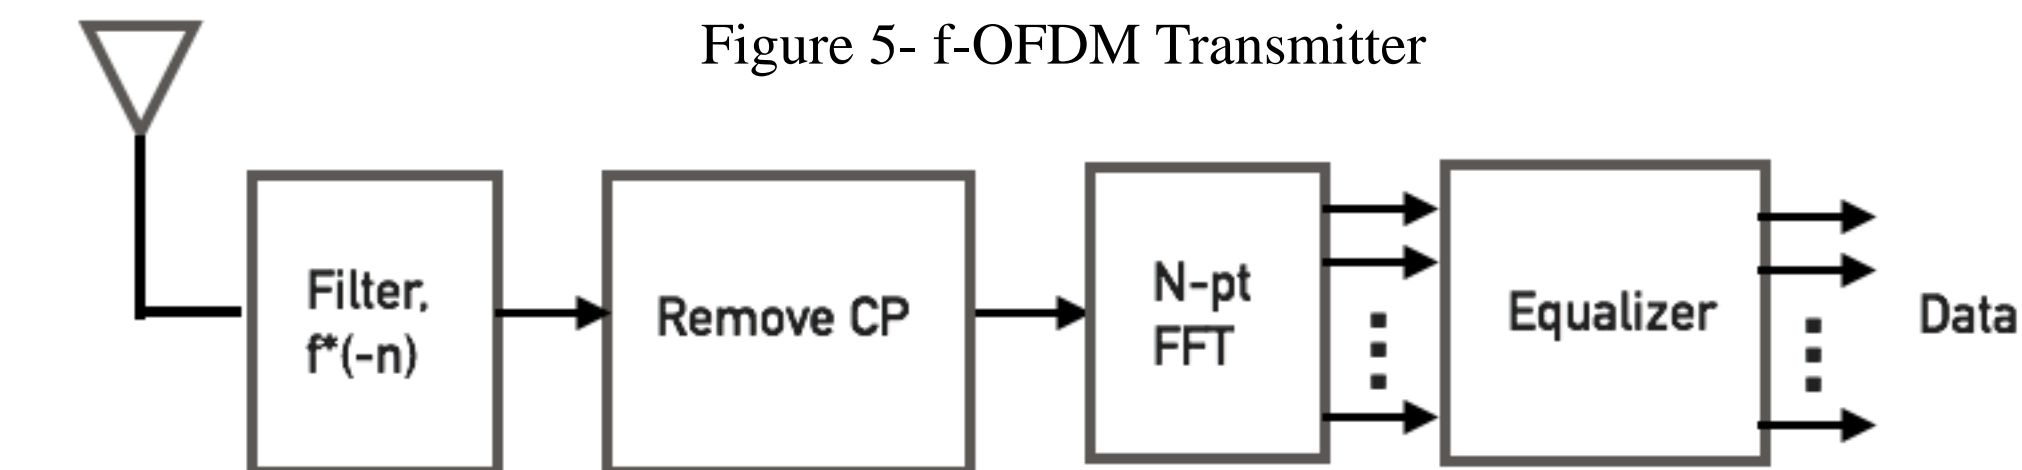 Figure 5- f-OFDM Transmitter
Filter,
f*(-n)
Remove CP
N-pt
FFT
Equalizer
Data